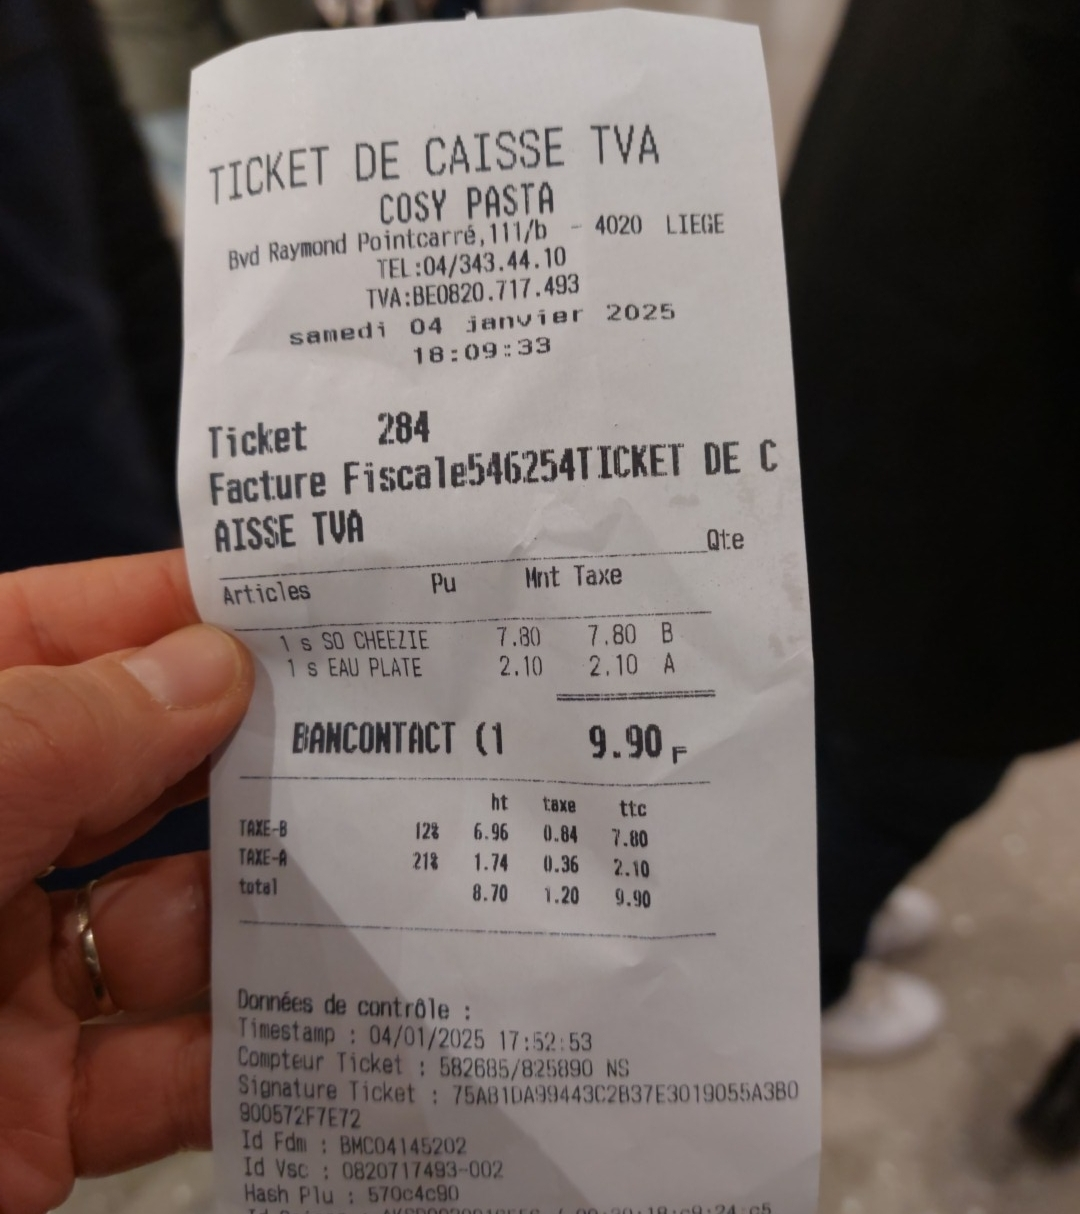 TICKET DE CAISSE TVA
COSY PASTA
Bvd Raymond Pointcarré,111/b - 4020 LIEGE
TEL:04/343.44.10
TVA:BE0820.717.493
samedi 04 janvier 2025
18:09:33
Ticket 284
Facture Fiscale546254TICKET DE C
AISSE TVA
Qte
Articles Pu Mnt Taxe
1 s SO CHEEZIE 7.80 7.80 B
1 s EAU PLATE 2.10 2.10 A
BANCONTACT (1 9.90 F
ht taxe ttc
TAXE-B 12% 6.96 0.84 7.80
TAXE-A 21% 1.74 0.36 2.10
total 8.70 1.20 9.90
Données de contrôle :
Timestamp : 04/01/2025 17:52:53
Compteur Ticket : 582685/825890 NS
Signature Ticket : 75AB1DA99443C2B37E3019055A3B0
900572F7E72
Id Fdm : BMC04145202
Id Vsc : 0820717493-002
Hash Plu : 570c4c90